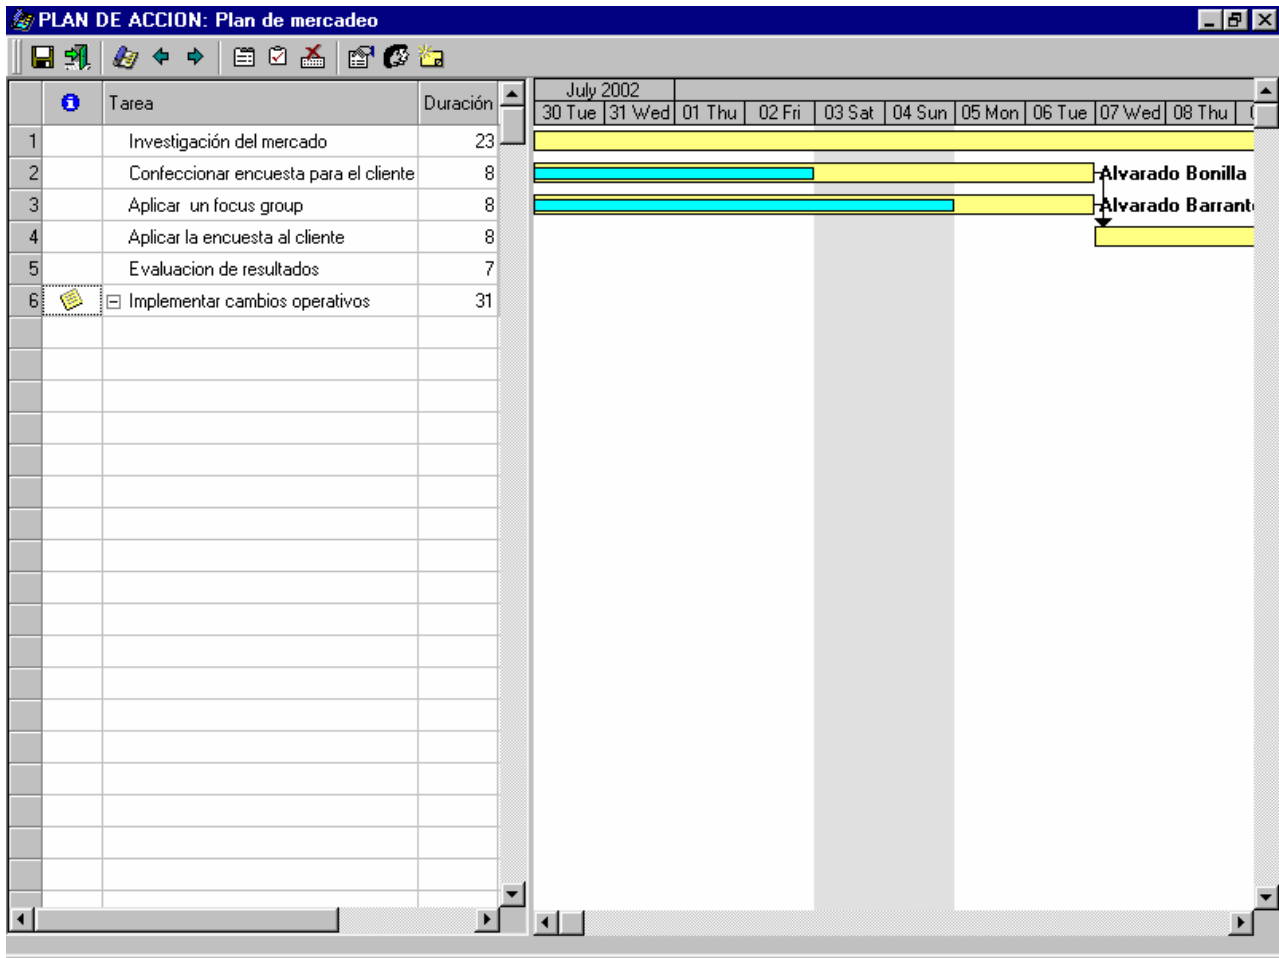 PLAN DE ACCION: Plan de mercadeo
Tarea Duración
1 Investigación del mercado 23
2 Confeccionar encuesta para el cliente 8
3 Aplicar un focus group 8
4 Aplicar la encuesta al cliente 8
5 Evaluacion de resultados 7
6 Implementar cambios operativos 31
July 2002
30 Tue 31 Wed 01 Thu 02 Fri 03 Sat 04 Sun 05 Mon 06 Tue 07 Wed 08 Thu
Alvarado Bonilla
Alvarado Barrant